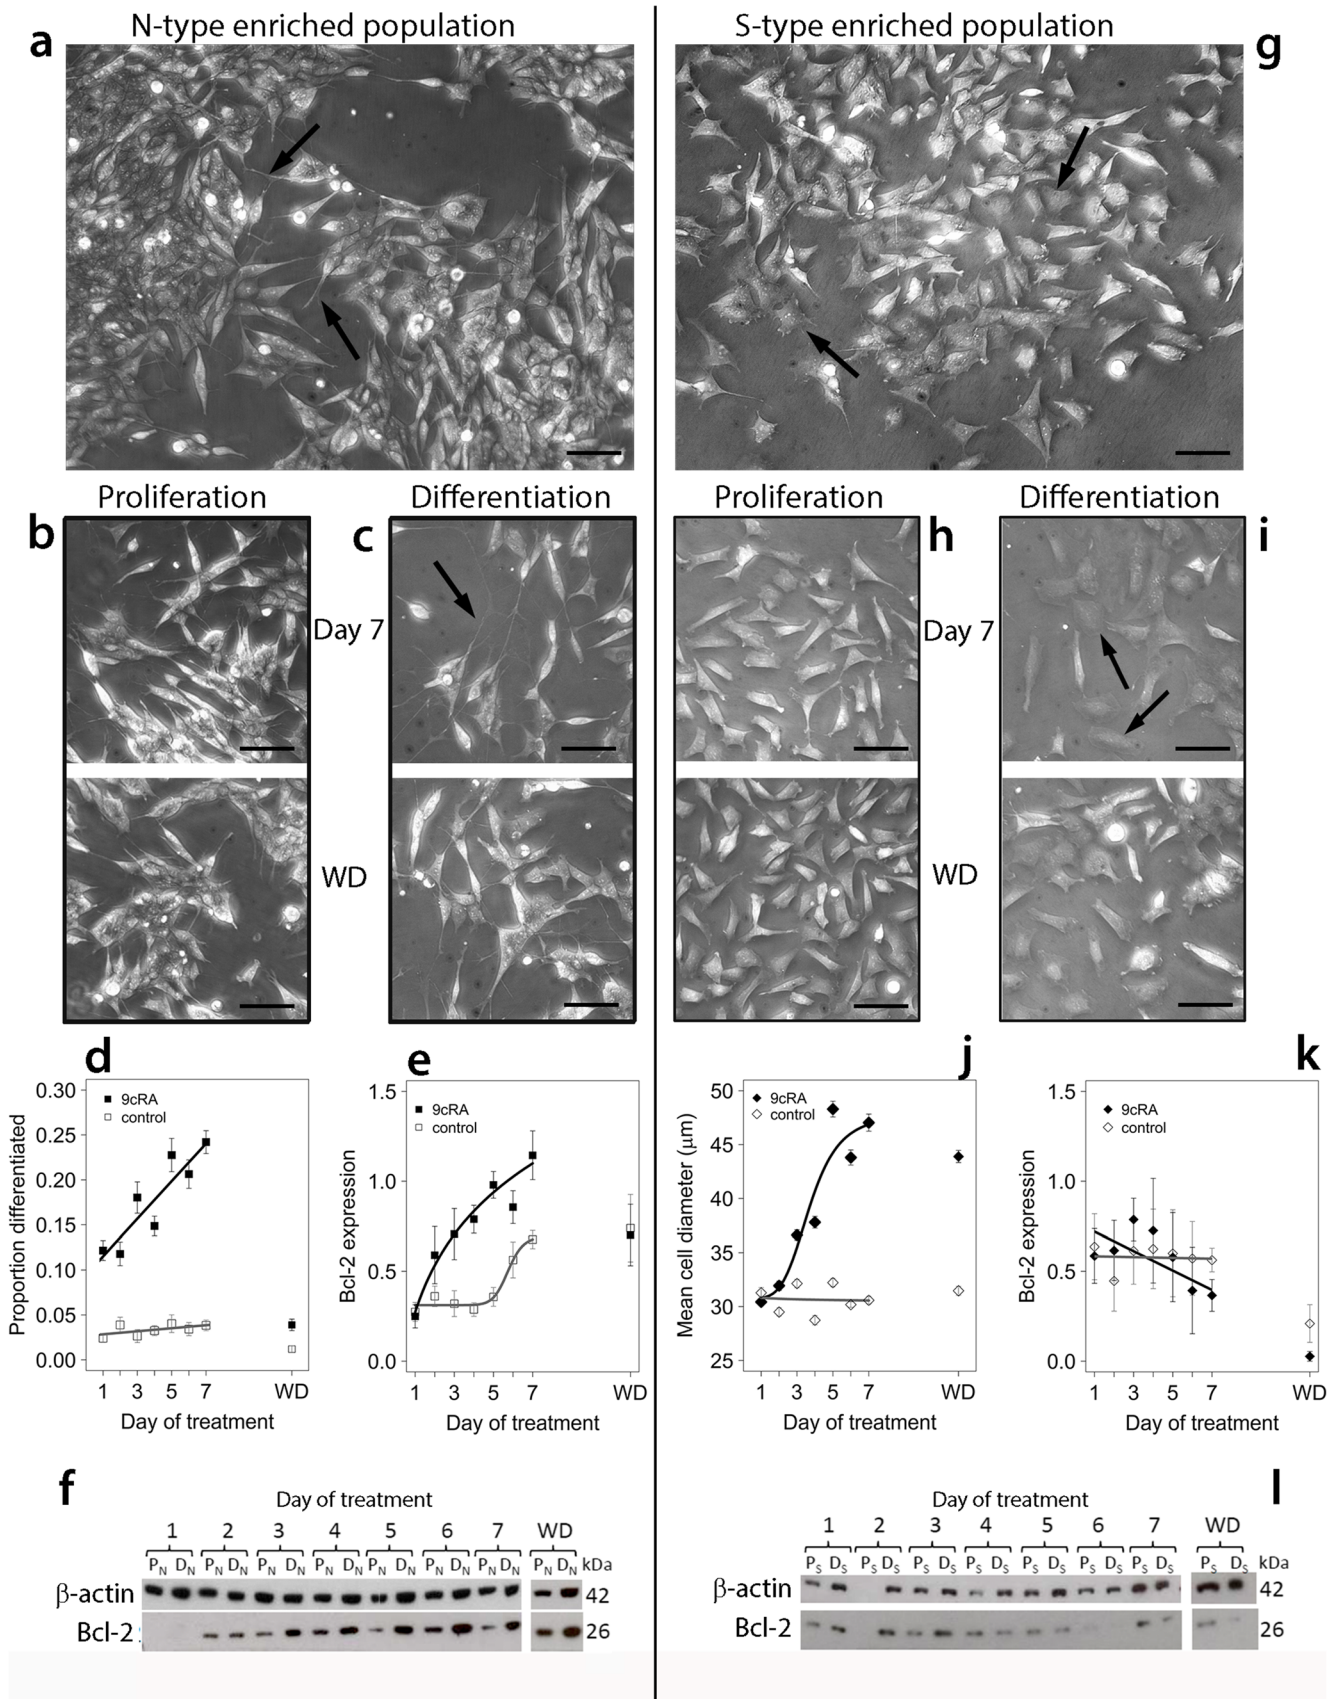 N-type enriched population
S-type enriched population
a
g
Proliferation
Differentiation
Proliferation
Differentiation
b
c
h
i
Day 7
Day 7
WD
WD
d
e
j
k
0.30
0.25
0.20
0.15
0.10
0.05
0.00
Proportion differentiated
9cRA
control
1 3 5 7 WD
Day of treatment
1.5
1.0
0.5
0.0
Bcl-2 expression
9cRA
control
1 3 5 7 WD
Day of treatment
50
45
40
35
30
25
Mean cell diameter (μm)
9cRA
control
1 3 5 7 WD
Day of treatment
1.5
1.0
0.5
0.0
Bcl-2 expression
9cRA
control
1 3 5 7 WD
Day of treatment
f
Day of treatment
1 2 3 4 5 6 7 WD
PN DN PN DN PN DN PN DN PN DN PN DN PN DN PN DN kDa
β-actin 42
Bcl-2 26
l
Day of treatment
1 2 3 4 5 6 7 WD
PS DS PS DS PS DS PS DS PS DS PS DS PS DS PS DS kDa
β-actin 42
Bcl-2 26